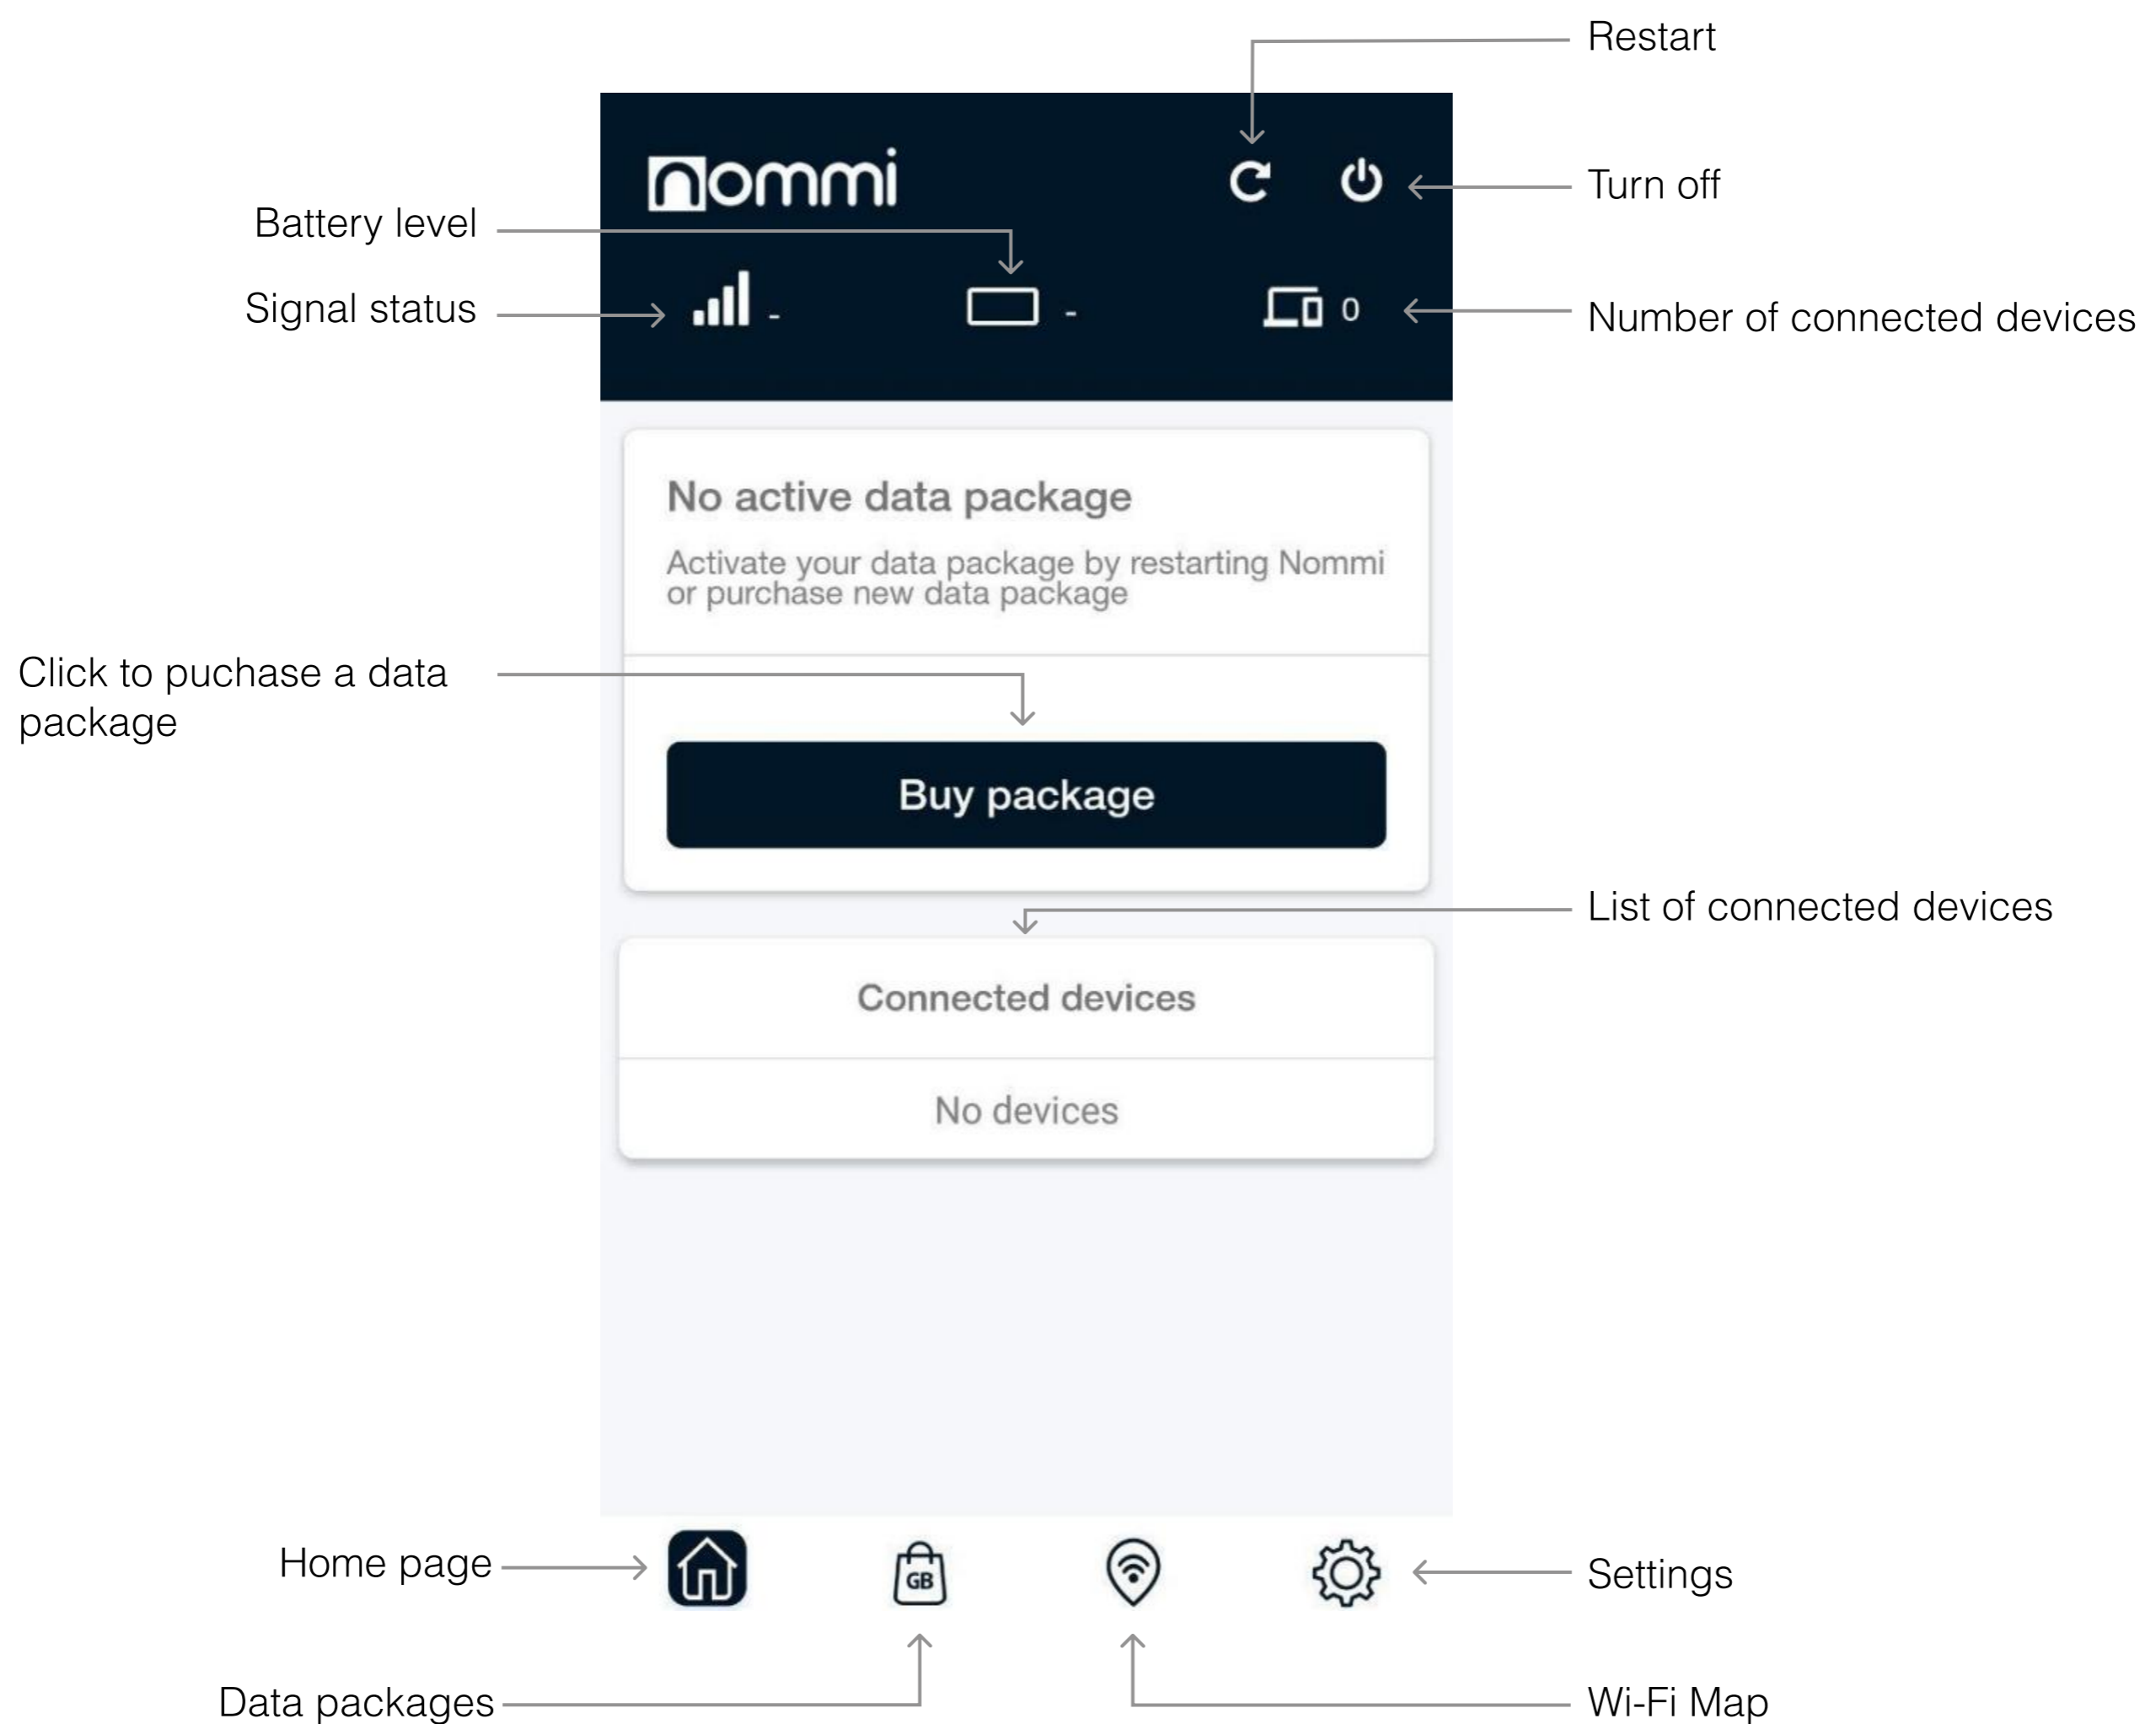 Restart
nommi
Turn off
Battery level
Signal status
-
-
0
Number of connected devices
No active data package
Activate your data package by restarting Nommi
or purchase new data package
Click to puchase a data
package
Buy package
List of connected devices
Connected devices
No devices
Home page
GB
Settings
Data packages
Wi-Fi Map